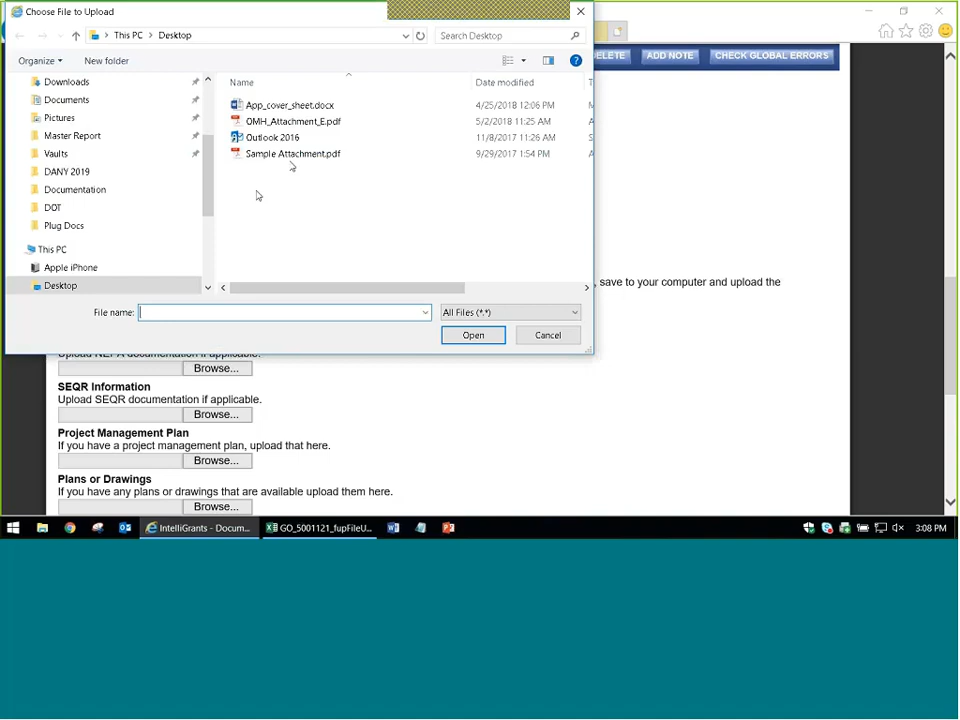 Choose File to Upload
This PC > Desktop
Search Desktop
Organize
New folder
Name
Date modified
Downloads
Documents
Pictures
Master Report
Vaults
DANY 2019
Documentation
DOT
Plug Docs
This PC
Apple iPhone
Desktop
App_cover_sheet.docx 4/25/2018 12:06 PM
OMH_Attachment_E.pdf 5/2/2018 11:25 AM
Outlook 2016 11/8/2017 11:26 AM
Sample Attachment.pdf 9/29/2017 1:54 PM
File name:
All Files (*.*)
Open
Cancel
ADD NOTE
CHECK GLOBAL ERRORS
, save to your computer and upload the
Upload NEPA documentation if applicable.
Browse...
SEQR Information
Upload SEQR documentation if applicable.
Browse...
Project Management Plan
If you have a project management plan, upload that here.
Browse...
Plans or Drawings
If you have any plans or drawings that are available upload them here.
Browse...
IntelliGrants - Docum...
GO_5001121_fupFileU...
3:08 PM